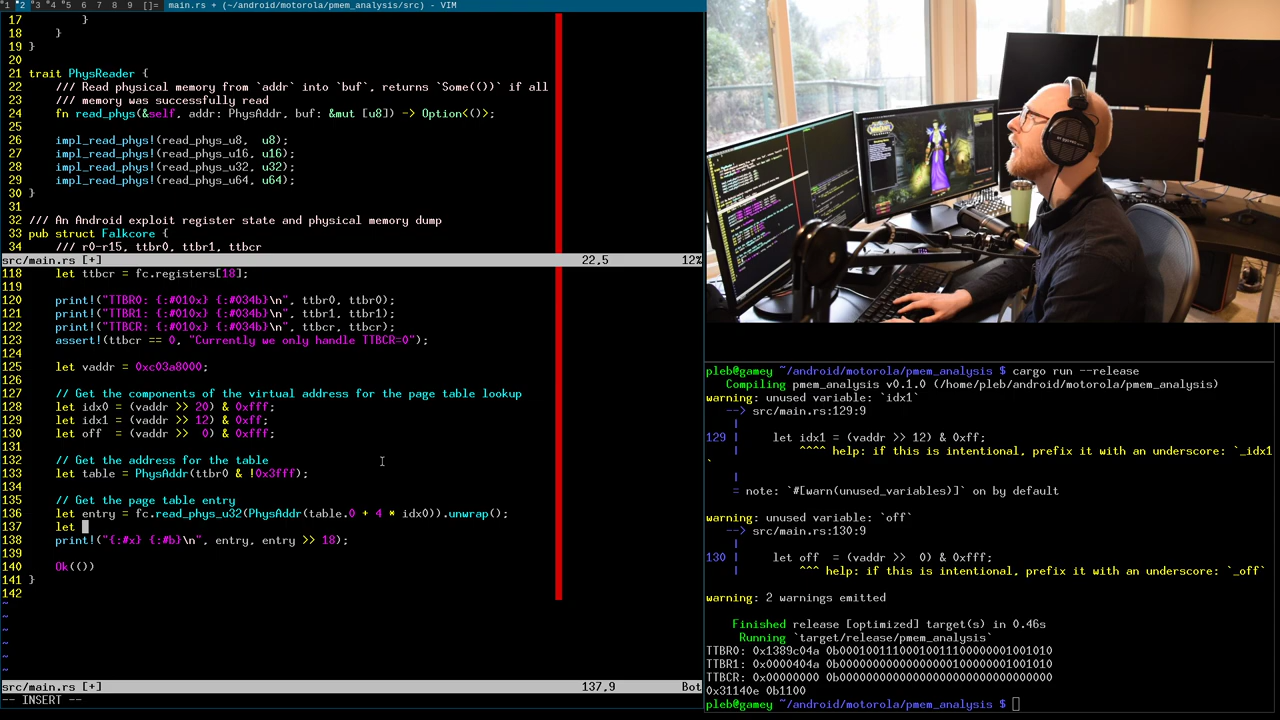 *1 *2 *3 *4 *5 6 7 8 9 []= main.rs + (~/android/motorola/pmem_analysis/src) - VIM
17         }
18     }
19 }
20
21 trait PhysReader {
22     /// Read physical memory from `addr` into `buf`, returns `Some(())` if all
23     /// memory was successfully read
24     fn read_phys(&self, addr: PhysAddr, buf: &mut [u8]) -> Option<()>;
25
26     impl_read_phys!(read_phys_u8,  u8);
27     impl_read_phys!(read_phys_u16, u16);
28     impl_read_phys!(read_phys_u32, u32);
29     impl_read_phys!(read_phys_u64, u64);
30 }
31
32 /// An Android exploit register state and physical memory dump
33 pub struct Falkcore {
34     /// r0-r15, ttbr0, ttbr1, ttbcr
src/main.rs [+] 22,5 12%
118     let ttbcr = fc.registers[18];
119
120     print!("TTBR0: {:#010x} {:#034b}\n", ttbr0, ttbr0);
121     print!("TTBR1: {:#010x} {:#034b}\n", ttbr1, ttbr1);
122     print!("TTBCR: {:#010x} {:#034b}\n", ttbcr, ttbcr);
123     assert!(ttbcr == 0, "Currently we only handle TTBCR=0");
124
125     let vaddr = 0xc03a8000;
126
127     // Get the components of the virtual address for the page table lookup
128     let idx0 = (vaddr >> 20) & 0xfff;
129     let idx1 = (vaddr >> 12) & 0xff;
130     let off  = (vaddr >>  0) & 0xfff;
131
132     // Get the address for the table
133     let table = PhysAddr(ttbr0 & !0x3fff);
134
135     // Get the page table entry
136     let entry = fc.read_phys_u32(PhysAddr(table.0 + 4 * idx0)).unwrap();
137     let
138     print!("{:#x} {:#b}\n", entry, entry >> 18);
139
140     Ok(())
141 }
142
~
~
~
~
~
~
src/main.rs [+] 137,9 Bot
-- INSERT --
pleb@gamey ~/android/motorola/pmem_analysis $ cargo run --release
   Compiling pmem_analysis v0.1.0 (/home/pleb/android/motorola/pmem_analysis)
warning: unused variable: `idx1`
   --> src/main.rs:129:9
    |
129 |     let idx1 = (vaddr >> 12) & 0xff;
    |         ^^^^ help: if this is intentional, prefix it with an underscore: `_idx1
`
    |
    = note: `#[warn(unused_variables)]` on by default
warning: unused variable: `off`
   --> src/main.rs:130:9
    |
130 |     let off  = (vaddr >>  0) & 0xfff;
    |         ^^^ help: if this is intentional, prefix it with an underscore: `_off`
warning: 2 warnings emitted
    Finished release [optimized] target(s) in 0.46s
     Running `target/release/pmem_analysis`
TTBR0: 0x1389c04a 0b00010011100010011100000001001010
TTBR1: 0x0000404a 0b00000000000000000100000001001010
TTBCR: 0x00000000 0b00000000000000000000000000000000
0x31140e 0b1100
pleb@gamey ~/android/motorola/pmem_analysis $